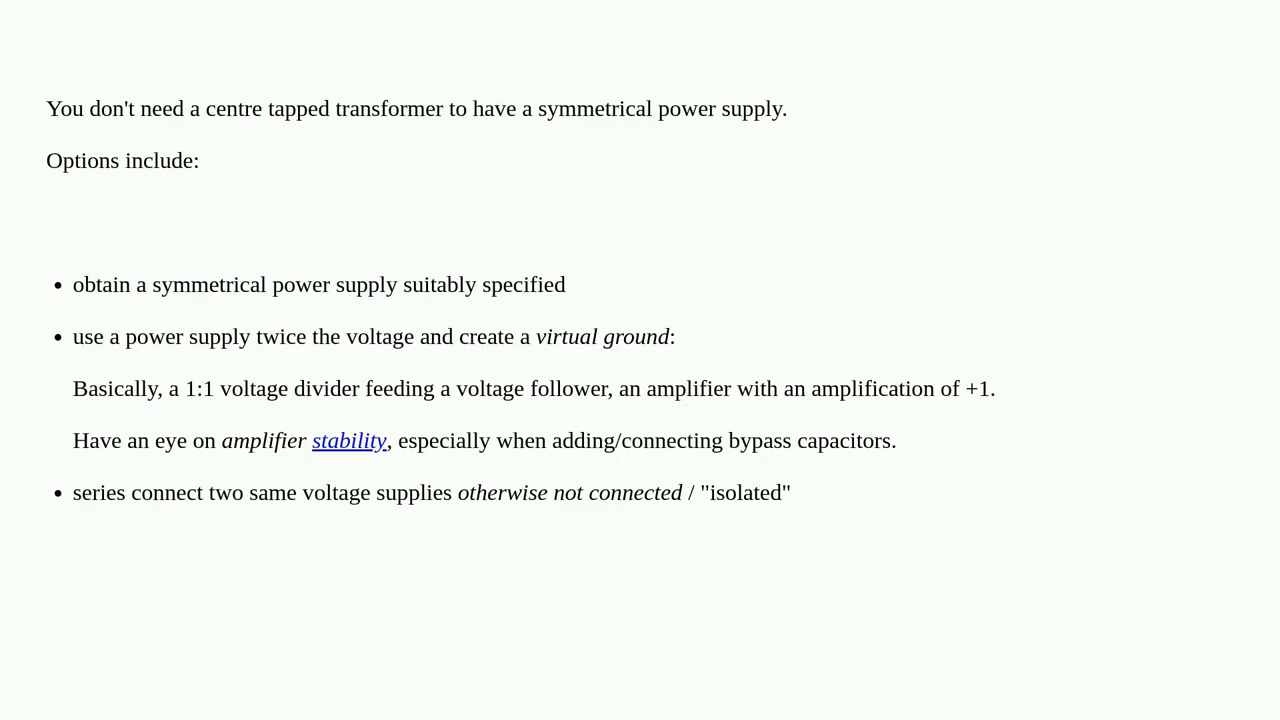 You don't need a centre tapped transformer to have a symmetrical power supply.
Options include:
• obtain a symmetrical power supply suitably specified
• use a power supply twice the voltage and create a virtual ground:
Basically, a 1:1 voltage divider feeding a voltage follower, an amplifier with an amplification of +1.
Have an eye on amplifier stability, especially when adding/connecting bypass capacitors.
• series connect two same voltage supplies otherwise not connected / "isolated"